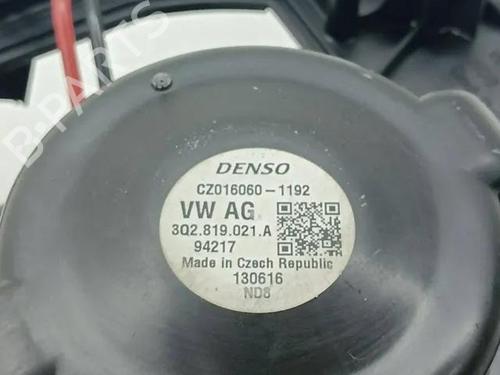 B-PARTS
DENSO
CZ016060-1192
VW AG
3Q2.819.021.A
94217
Made in Czech Republic
130616
ND8